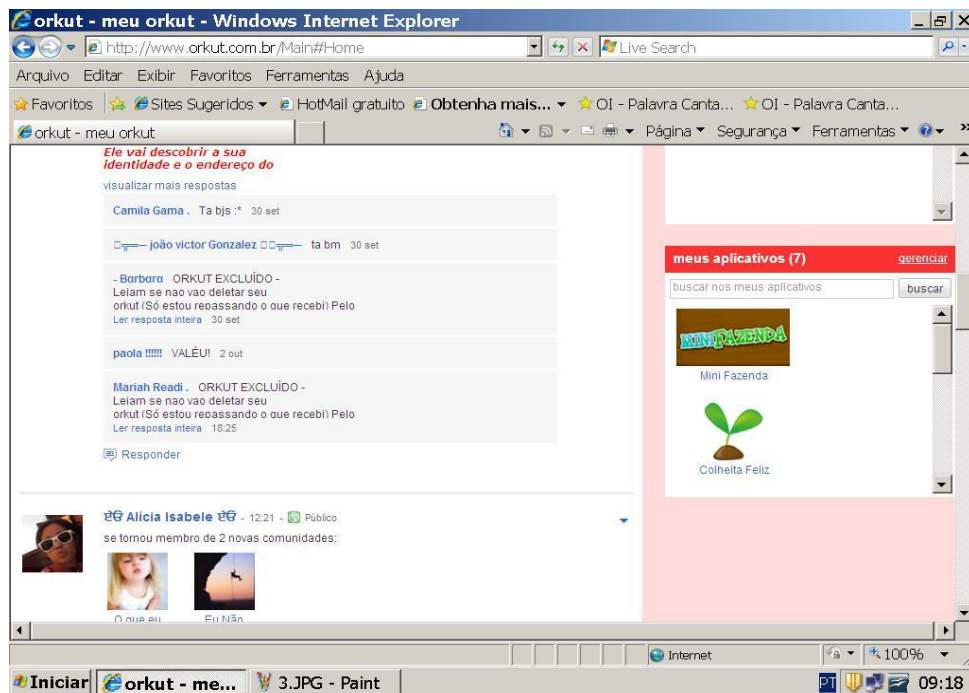 orkut - meu orkut - Windows Internet Explorer
http://www.orkut.com.br/Main#Home
Live Search
Arquivo Editar Exibir Favoritos Ferramentas Ajuda
Favoritos Sites Sugeridos HotMail gratuito Obtenha mais... OI - Palavra Canta... OI - Palavra Canta...
orkut - meu orkut
Página Segurança Ferramentas
Ele vai descobrir a sua
identidade e o endereço do
visualizar mais respostas
Camila Gama . Ta bjs :* 30 set
joão victor Gonzalez ta bm 30 set
- Barbara ORKUT EXCLUÍDO -
Leiam se nao vao deletar seu
orkut (Só estou repassando o que recebi) Pelo
Ler resposta inteira 30 set
paola !!!!!! VALÉU! 2 out
Mariah Readi . ORKUT EXCLUÍDO -
Leiam se nao vao deletar seu
orkut (Só estou repassando o que recebi) Pelo
Ler resposta inteira 18:25
Responder
Alicia Isabele - 12:21 - Público
se tornou membro de 2 novas comunidades:
O que eu
Eu Não
meus aplicativos (7) gerenciar
buscar nos meus aplicativos buscar
MINIFAZENDA
Mini Fazenda
Colheita Feliz
Internet 100%
Iniciar orkut - me... 3.JPG - Paint PT 09:18